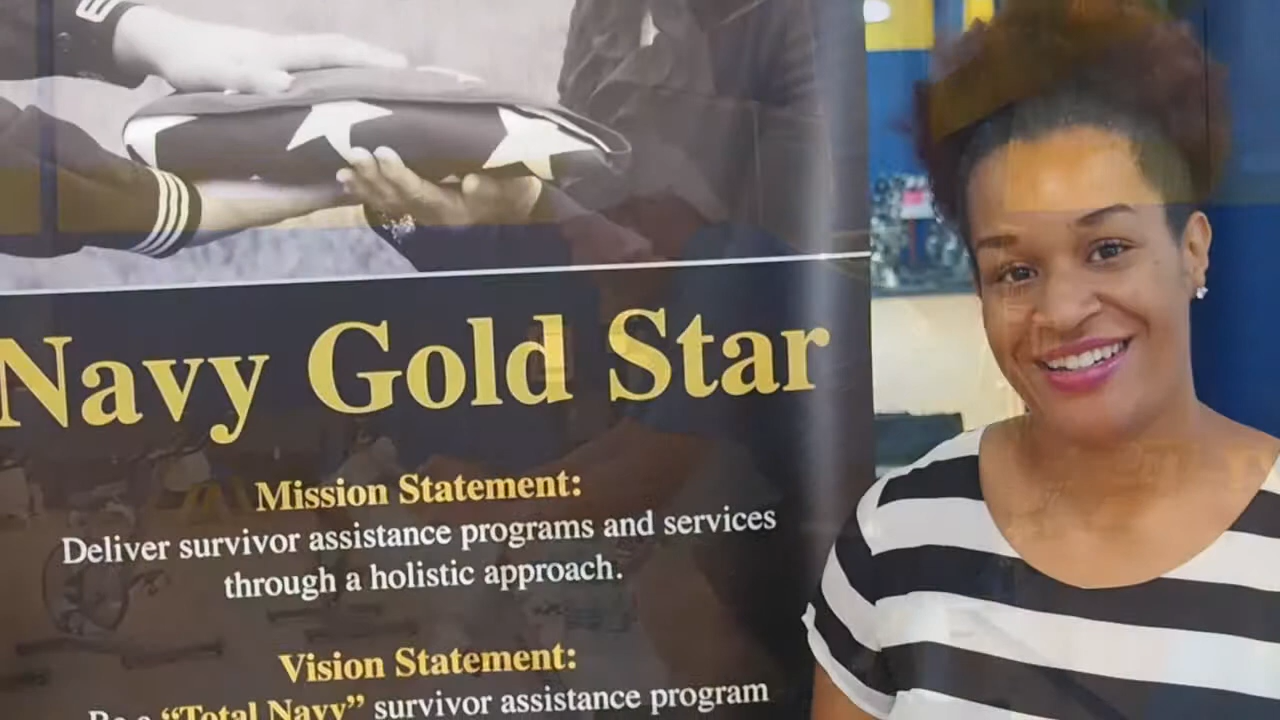 Navy Gold Star
Mission Statement:
Deliver survivor assistance programs and services
through a holistic approach.
Vision Statement:
Be a “Total Navy” survivor assistance program